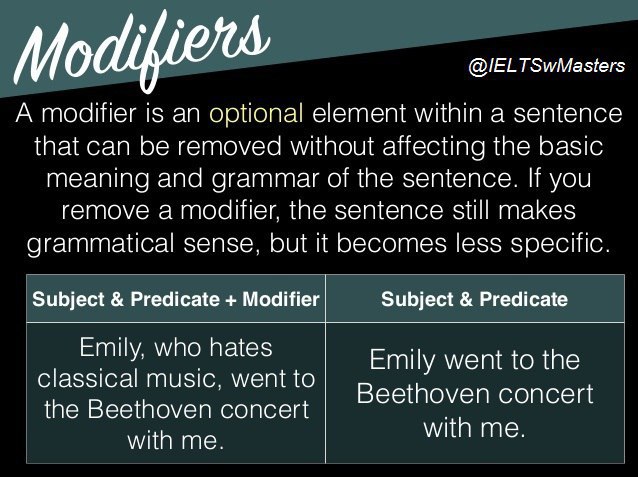 Modifiers
@IELTSwMasters
A modifier is an optional element within a sentence
that can be removed without affecting the basic
meaning and grammar of the sentence. If you
remove a modifier, the sentence still makes
grammatical sense, but it becomes less specific.
Subject & Predicate + Modifier
Subject & Predicate
Emily, who hates
classical music, went to
the Beethoven concert
with me.
Emily went to the
Beethoven concert
with me.